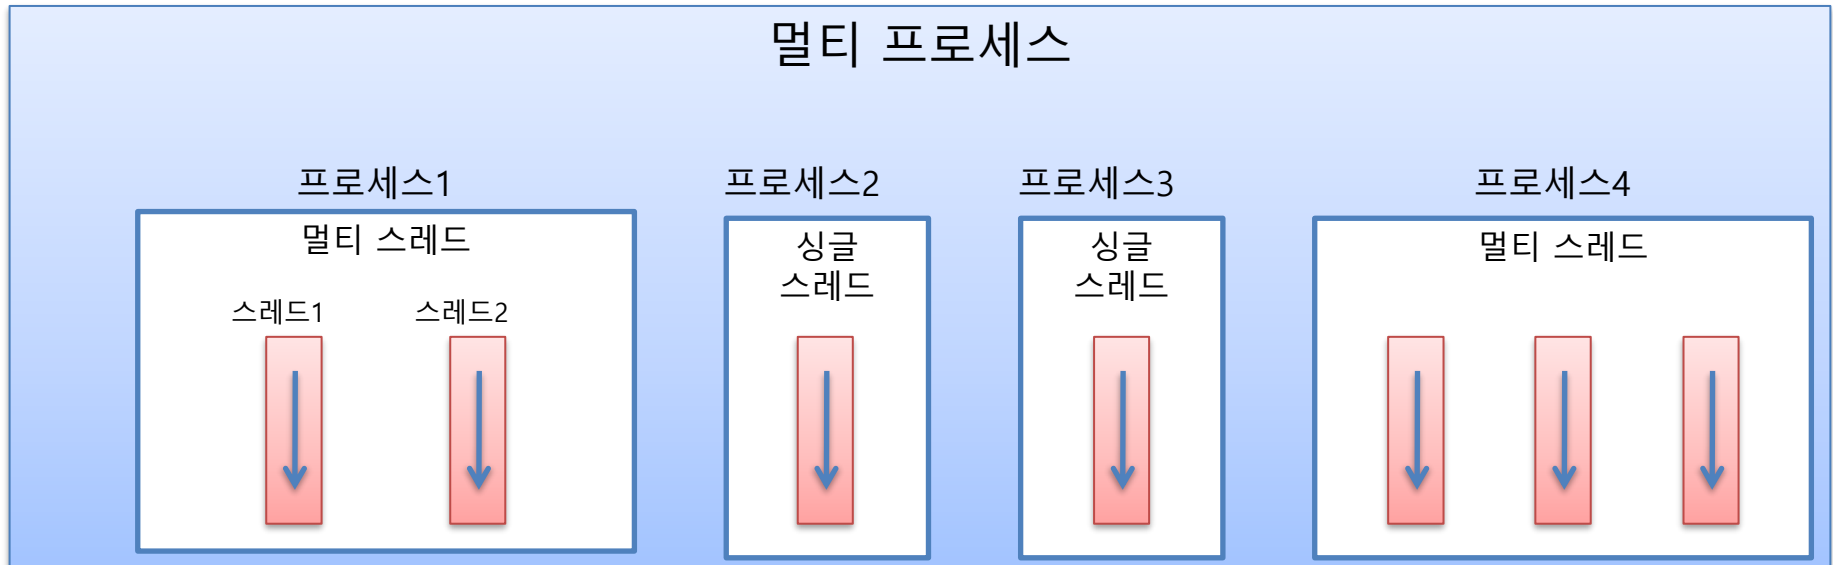 멀티 프로세스
프로세스1
프로세스2
프로세스3
프로세스4
멀티 스레드
스레드1
스레드2
싱글
스레드
싱글
스레드
멀티 스레드